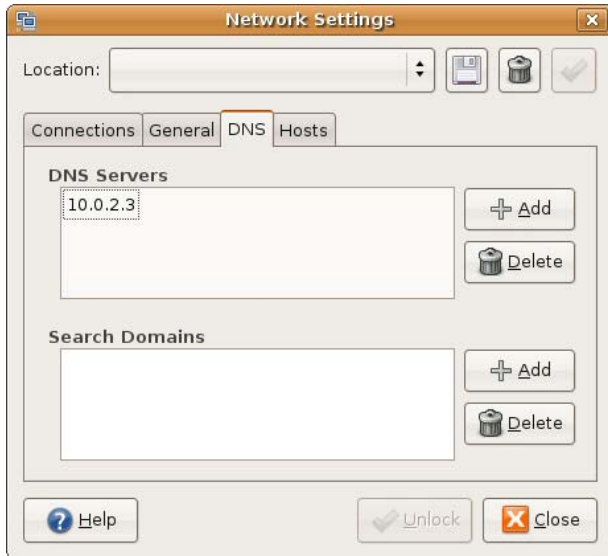 Network Settings
Location:
Connections General DNS Hosts
DNS Servers
10.0.2.3
Add
Delete
Search Domains
Add
Delete
Help Unlock Close